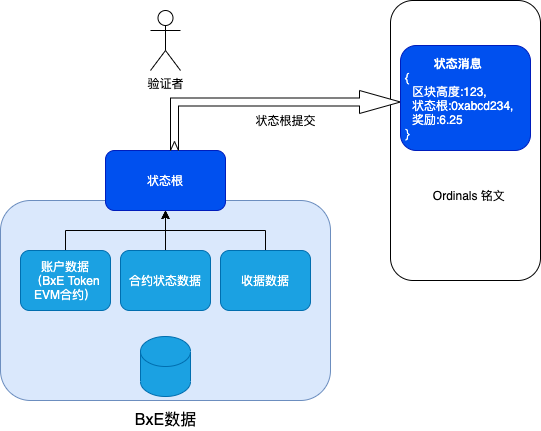 验证者
状态根提交
状态消息
{
区块高度:123,
状态根:0xabcd234,
奖励:6.25
}
Ordinals 铭文
状态根
账户数据
（BxE Token
EVM合约）
合约状态数据
收据数据
BxE数据